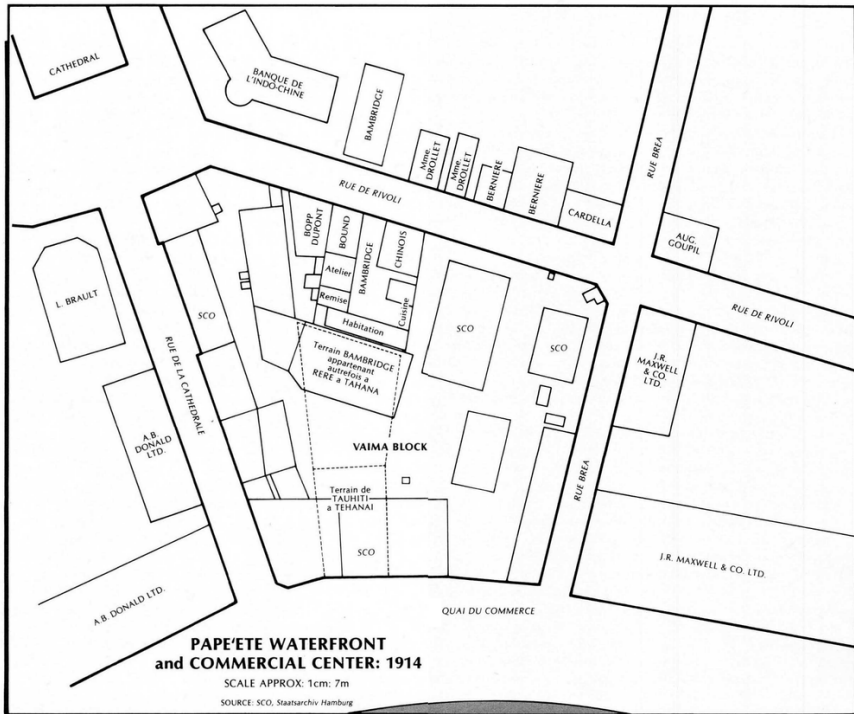 CATHEDRAL
BANQUE DE
L'INDO-CHINE
BAMBRIDGE
Mme.
DROLLET
Mme.
DROLLET
BERNIERE
BERNIERE
CARDELLA
RUE BREA
AUG.
GOUPIL
RUE DE RIVOLI
RUE DE RIVOLI
BOPP
DUPONT
BOUND
BAMBRIDGE
CHINOIS
Atelier
Remise
Cuisine
Habitation
L. BRAULT
SCO
RUE DE LA CATHEDRALE
Terrain BAMBRIDGE
appartenant
autrefois a
RERE a TAHANA
SCO
SCO
J.R.
MAXWELL
& CO.
LTD.
A.B.
DONALD
LTD.
VAIMA BLOCK
Terrain de
TAUHITI
a TEHANAI
SCO
RUE BREA
J.R. MAXWELL & CO. LTD.
A.B. DONALD LTD.
QUAI DU COMMERCE
PAPE'ETE WATERFRONT
and COMMERCIAL CENTER: 1914
SCALE APPROX: 1cm: 7m
SOURCE: SCO, Staatsarchiv Hamburg